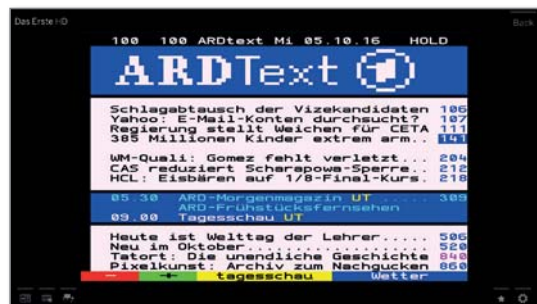 Das Erste HD
Back
100 100 ARDtext Mi 05.10.16 HOLD
ARDText 1
Schlagabtausch der Vizekandidaten 106
Yahoo: E-Mail-Konten durchsucht? 107
Regierung stellt Weichen für CETA 111
385 Millionen Kinder extrem arm.. 141
WM-Quali: Gomez fehlt verletzt... 204
CAS reduziert Scharapowa-Sperre.. 212
HCL: Eisbären auf 1/8-Final-Kurs. 218
05.30 ARD-Morgenmagazin UT ..... 309
ARD-Frühstücksfernsehen
09.00 Tagesschau UT
Heute ist Welttag der Lehrer..... 506
Neu im Oktober................... 520
Tatort: Die unendliche Geschichte 840
Pixelkunst: Archiv zum Nachgucken 860
- + tagesschau Wetter